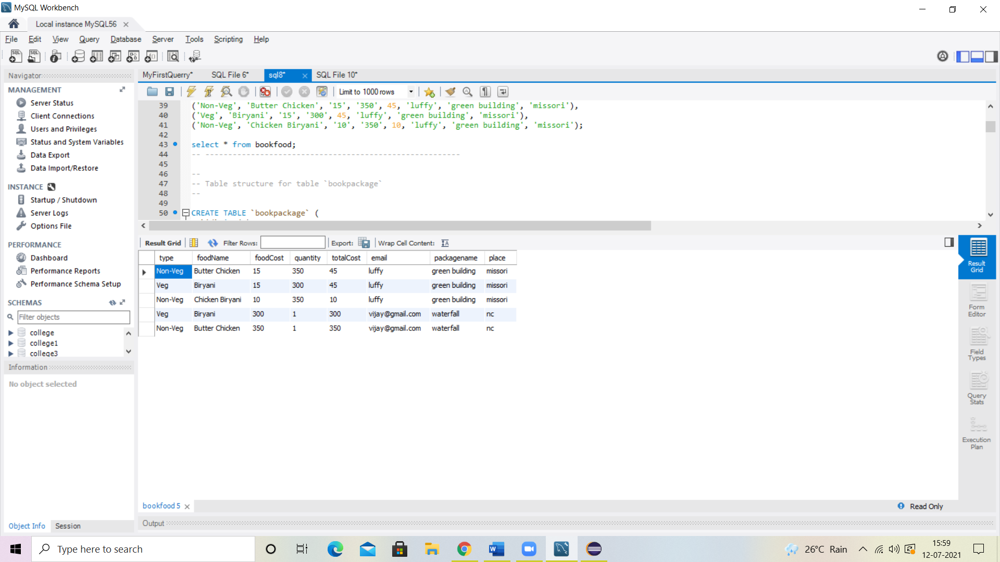 MySQL Workbench
Local instance MySQL56
File Edit View Query Database Server Tools Scripting Help
Navigator
MANAGEMENT
Server Status
Client Connections
Users and Privileges
Status and System Variables
Data Export
Data Import/Restore
INSTANCE
Startup / Shutdown
Server Logs
Options File
PERFORMANCE
Dashboard
Performance Reports
Performance Schema Setup
SCHEMAS
Filter objects
college
college1
college3
Information
No object selected
Object Info Session
MyFirstQuerry* SQL File 6* sql8* SQL File 10*
Limit to 1000 rows
39 ('Non-Veg', 'Butter Chicken', '15', '350', 45, 'luffy', 'green building', 'missori'),
40 ('Veg', 'Biryani', '15', '300', 45, 'luffy', 'green building', 'missori'),
41 ('Non-Veg', 'Chicken Biryani', '10', '350', 10, 'luffy', 'green building', 'missori');
42
43 select * from bookfood;
44 -- --------------------------------------------------------
45
46 --
47 -- Table structure for table `bookpackage`
48 --
49
50 CREATE TABLE `bookpackage` (
Result Grid Filter Rows: Export: Wrap Cell Content:
type foodName foodCost quantity totalCost email packagename place
Non-Veg Butter Chicken 15 350 45 luffy green building missori
Veg Biryani 15 300 45 luffy green building missori
Non-Veg Chicken Biryani 10 350 10 luffy green building missori
Veg Biryani 300 1 300 vijay@gmail.com waterfall nc
Non-Veg Butter Chicken 350 1 350 vijay@gmail.com waterfall nc
Result
Grid
Form
Editor
Field
Types
Query
Stats
Execution
Plan
bookfood 5
Read Only
Output
Type here to search
26°C Rain
15:59
12-07-2021